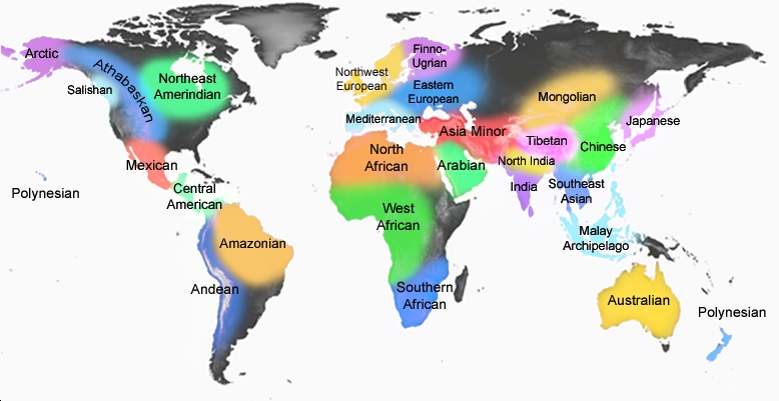 Arctic
Athabaskan
Salishan
Northeast
Amerindian
Mexican
Central
American
Polynesian
Amazonian
Andean
Finno-
Ugrian
Northwest
European
Eastern
European
Mediterranean
Asia Minor
North
African
Arabian
West
African
Southern
African
Mongolian
Japanese
Tibetan
Chinese
North India
India
Southeast
Asian
Malay
Archipelago
Australian
Polynesian